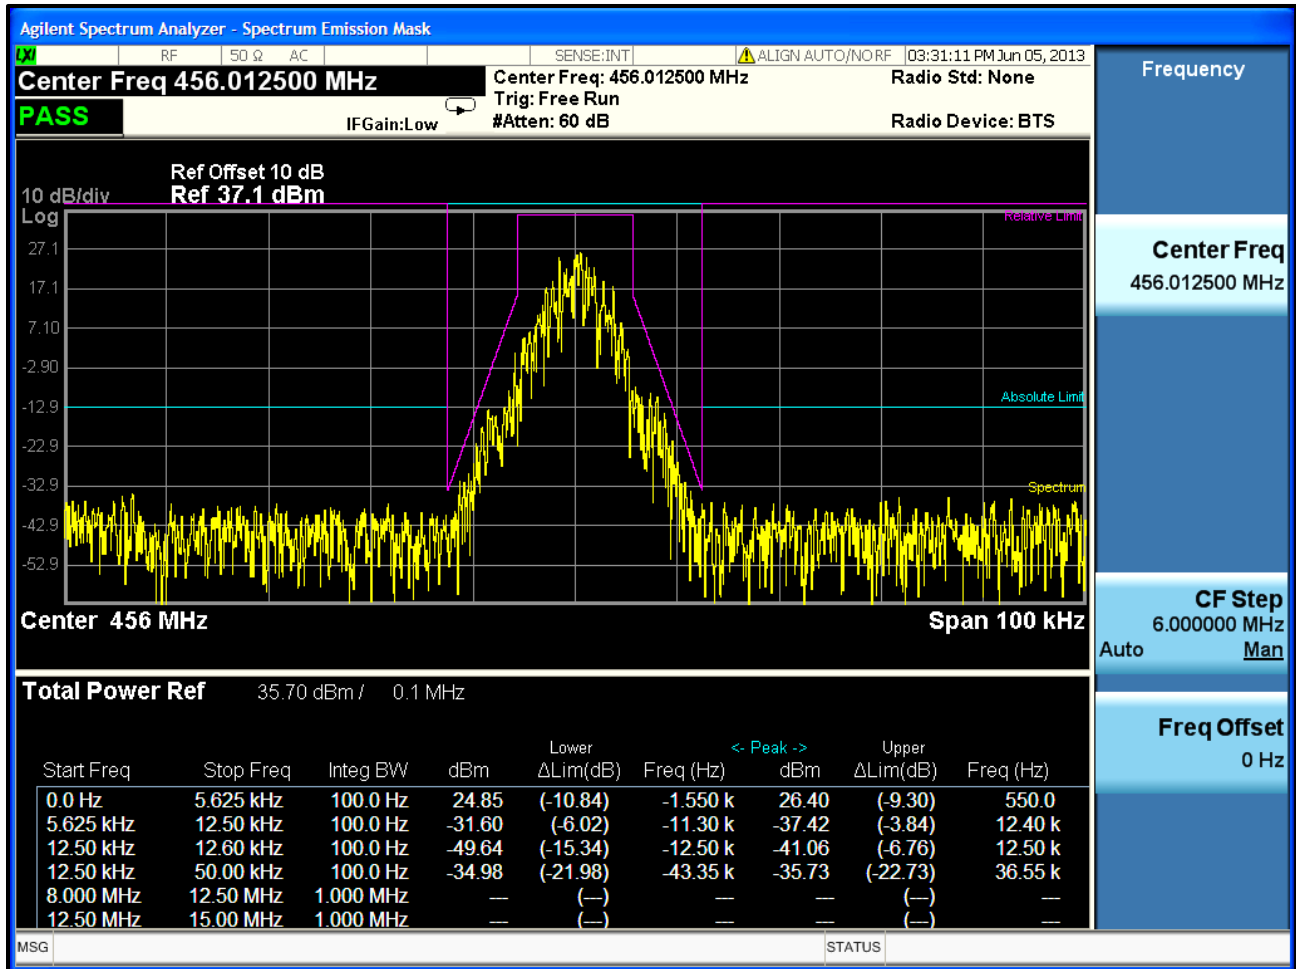 Agilent Spectrum Analyzer - Spectrum Emission Mask
LXI RF 50 Ω AC SENSE:INT ALIGN AUTO/NO RF 03:31:11 PM Jun 05, 2013
Center Freq 456.012500 MHz
Center Freq: 456.012500 MHz
Radio Std: None
Trig: Free Run
PASS
IFGain:Low
#Atten: 60 dB
Radio Device: BTS
Ref Offset 10 dB
10 dB/div Ref 37.1 dBm
Log
Relative Limit
27.1
17.1
7.10
-2.90
Absolute Limit
-12.9
-22.9
-32.9
Spectrum
-42.9
-52.9
Center 456 MHz
Span 100 kHz
Total Power Ref 35.70 dBm / 0.1 MHz
Lower <- Peak -> Upper
Start Freq Stop Freq Integ BW dBm ΔLim(dB) Freq (Hz) dBm ΔLim(dB) Freq (Hz)
0.0 Hz 5.625 kHz 100.0 Hz 24.85 (-10.84) -1.550 k 26.40 (-9.30) 550.0
5.625 kHz 12.50 kHz 100.0 Hz -31.60 (-6.02) -11.30 k -37.42 (-3.84) 12.40 k
12.50 kHz 12.60 kHz 100.0 Hz -49.64 (-15.34) -12.50 k -41.06 (-6.76) 12.50 k
12.50 kHz 50.00 kHz 100.0 Hz -34.98 (-21.98) -43.35 k -35.73 (-22.73) 36.55 k
8.000 MHz 12.50 MHz 1.000 MHz --- (---) --- --- (---) ---
12.50 MHz 15.00 MHz 1.000 MHz --- (---) --- --- (---) ---
MSG
STATUS
Frequency
Center Freq
456.012500 MHz
CF Step
6.000000 MHz
Auto Man
Freq Offset
0 Hz